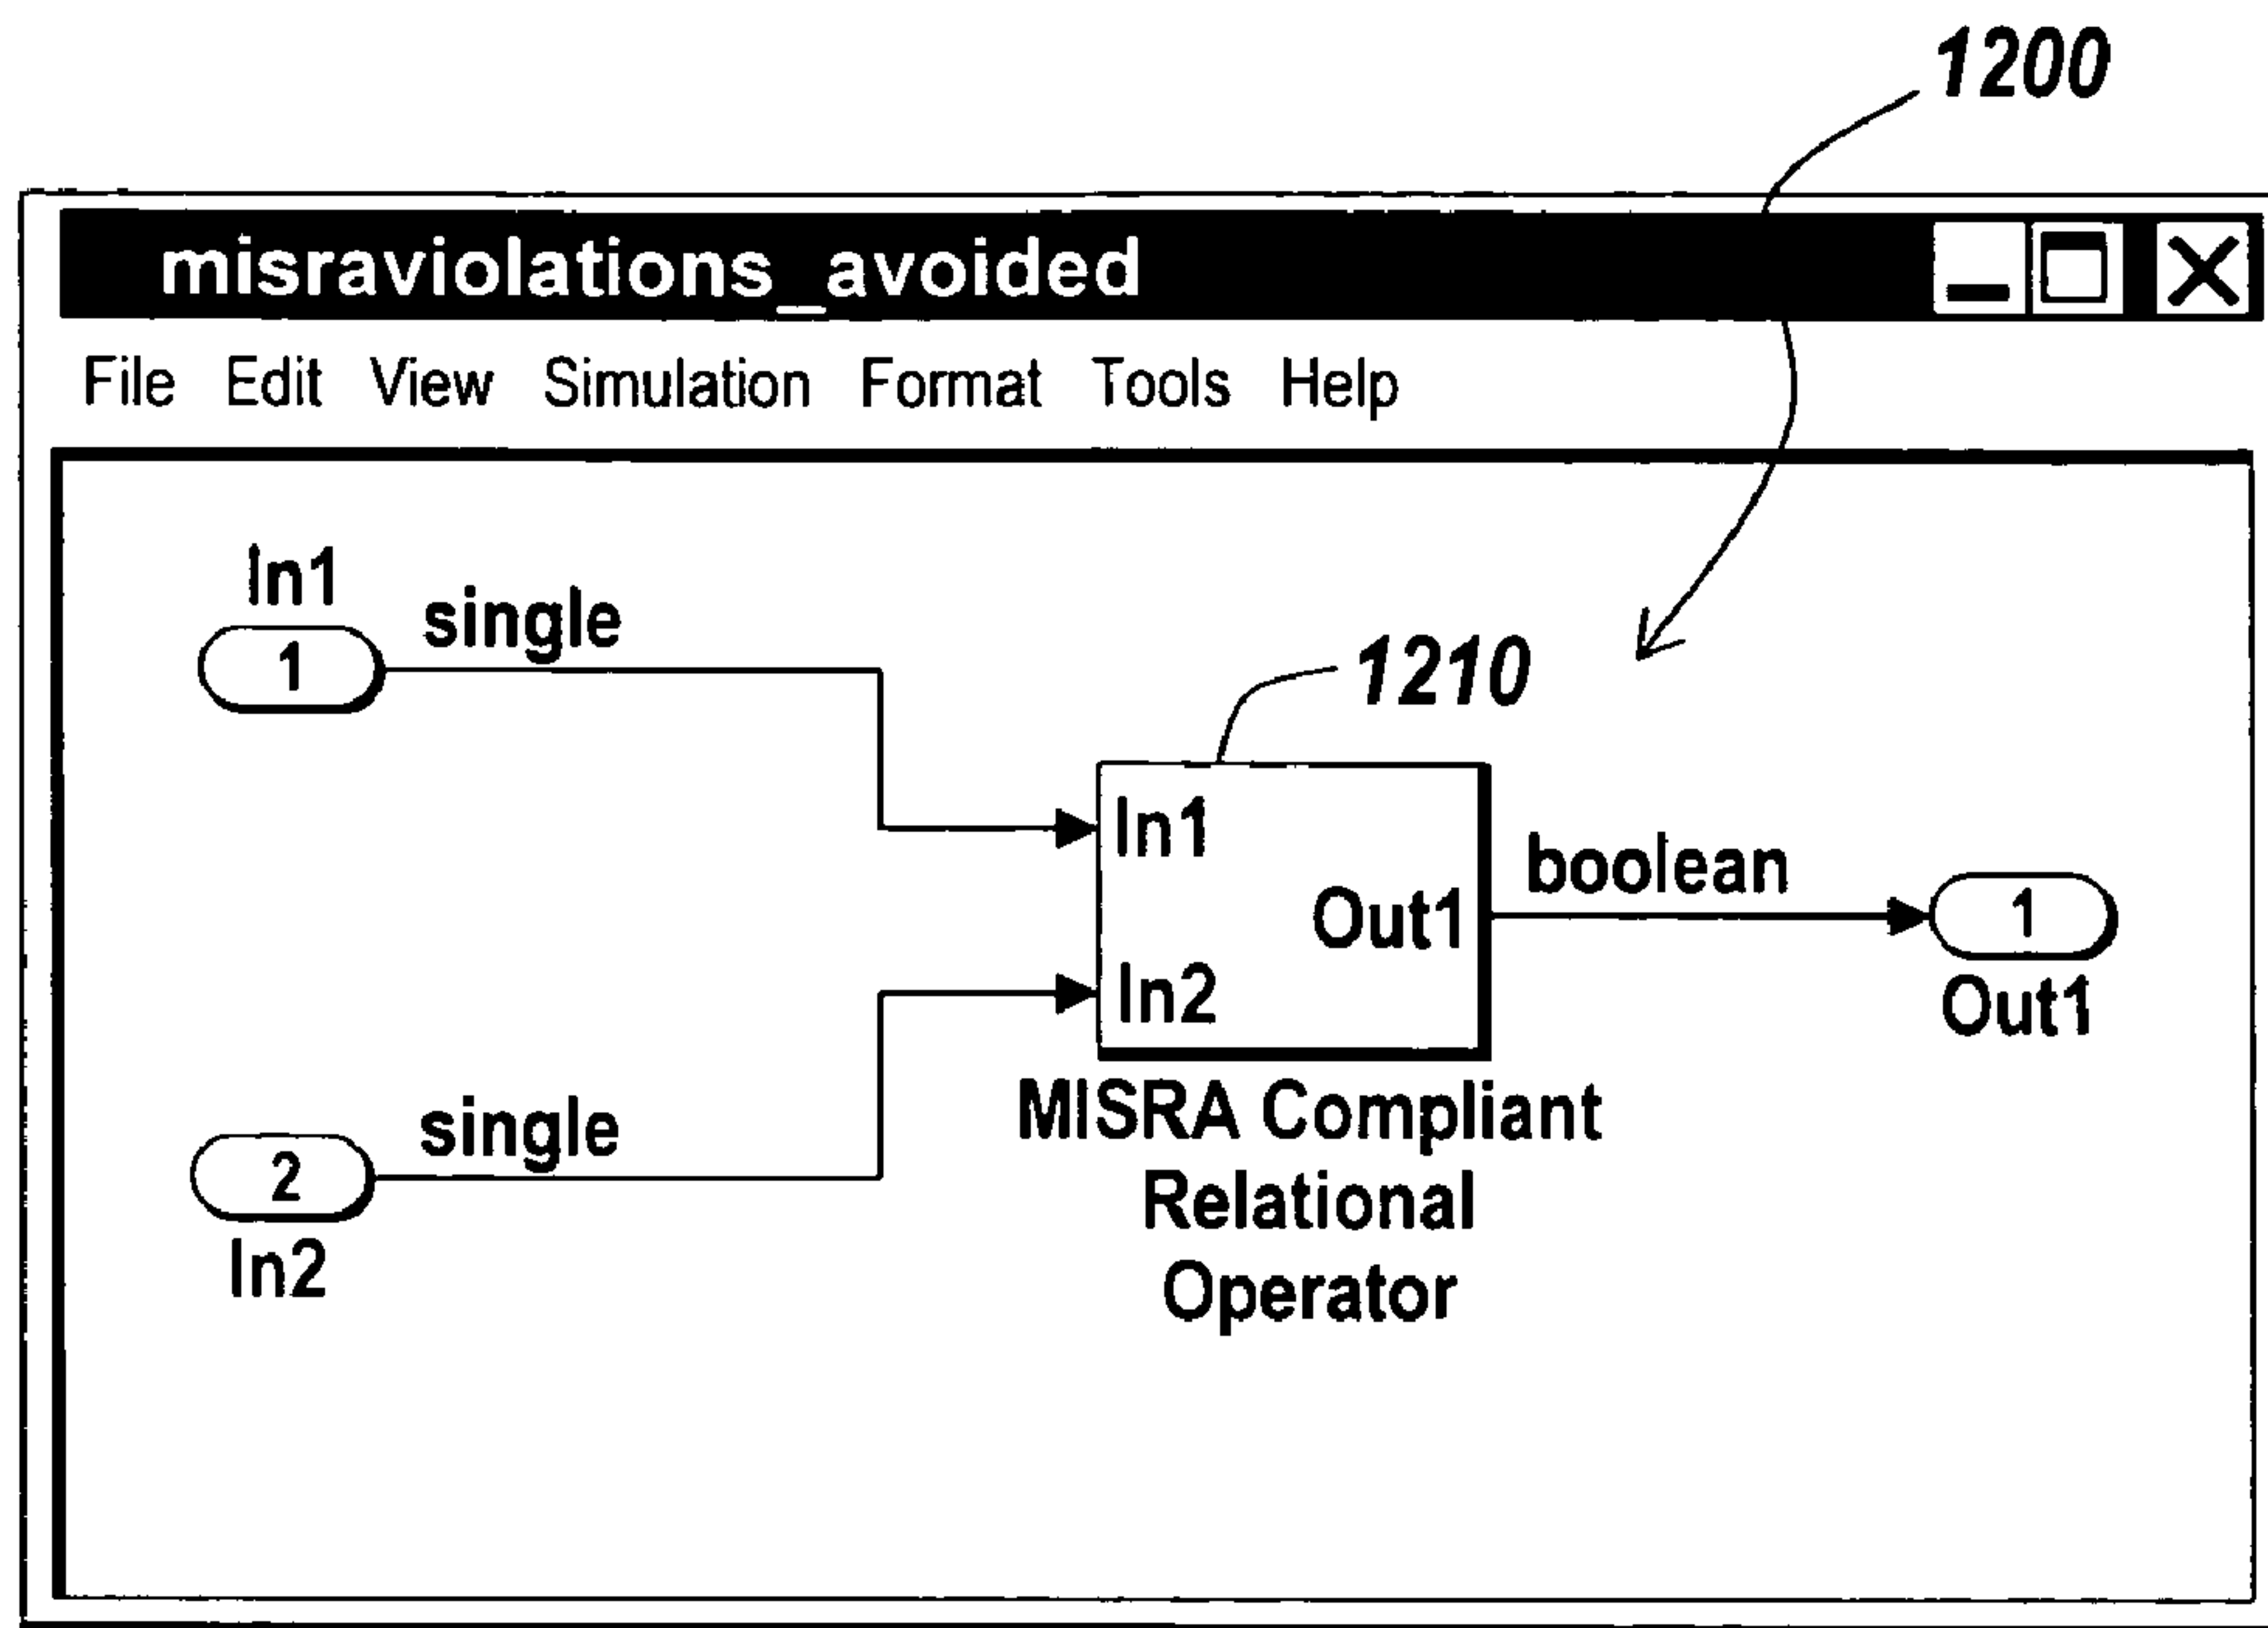 1200
misraviolations_avoided
File Edit View Simulation Format Tools Help
In1
1
single
1210
In1
Out1
In2
boolean
1
Out1
MISRA Compliant
Relational
Operator
single
2
In2